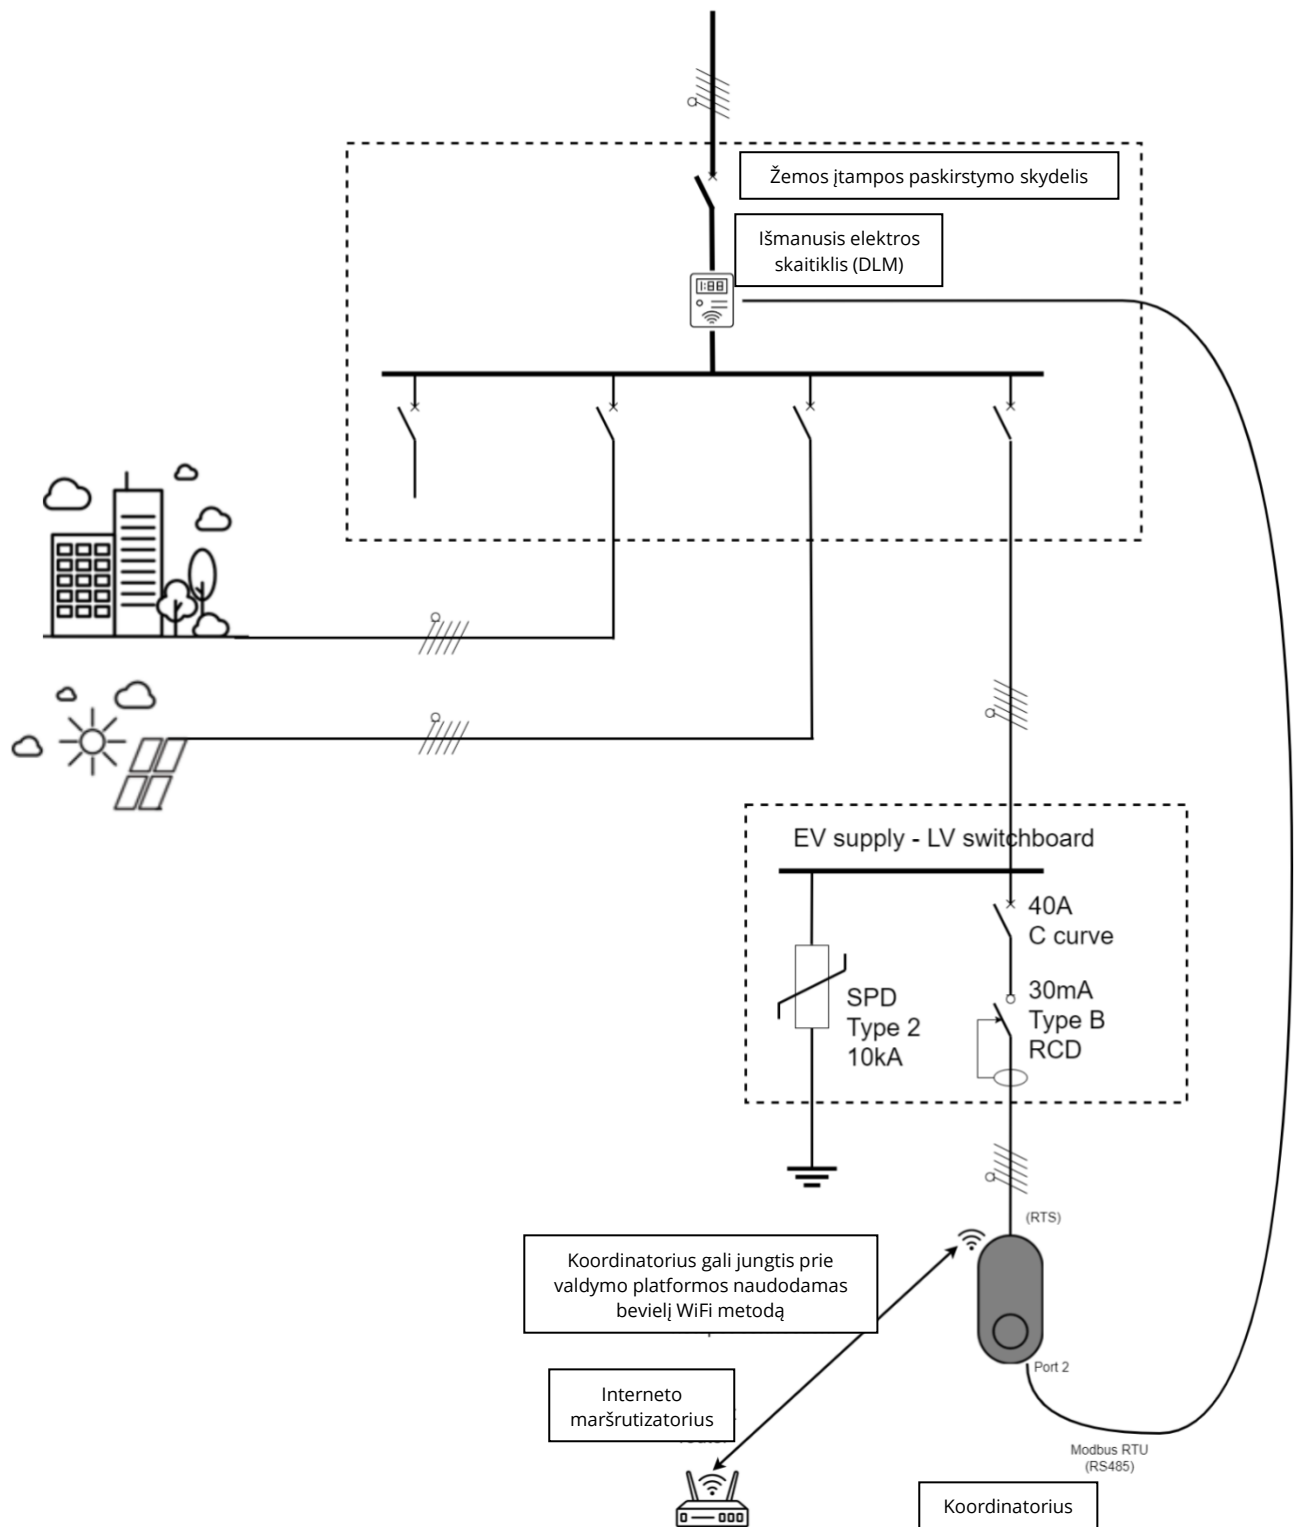 Žemos įtampos paskirstymo skydelis
Išmanusis elektros
skaitiklis (DLM)
EV supply - LV switchboard
40A
C curve
30mA
Type B
RCD
SPD
Type 2
10kA
(RTS)
Koordinatorius gali jungtis prie
valdymo platformos naudodamas
bevielį WiFi metodą
Port 2
Interneto
maršrutizatorius
Modbus RTU
(RS485)
Koordinatorius